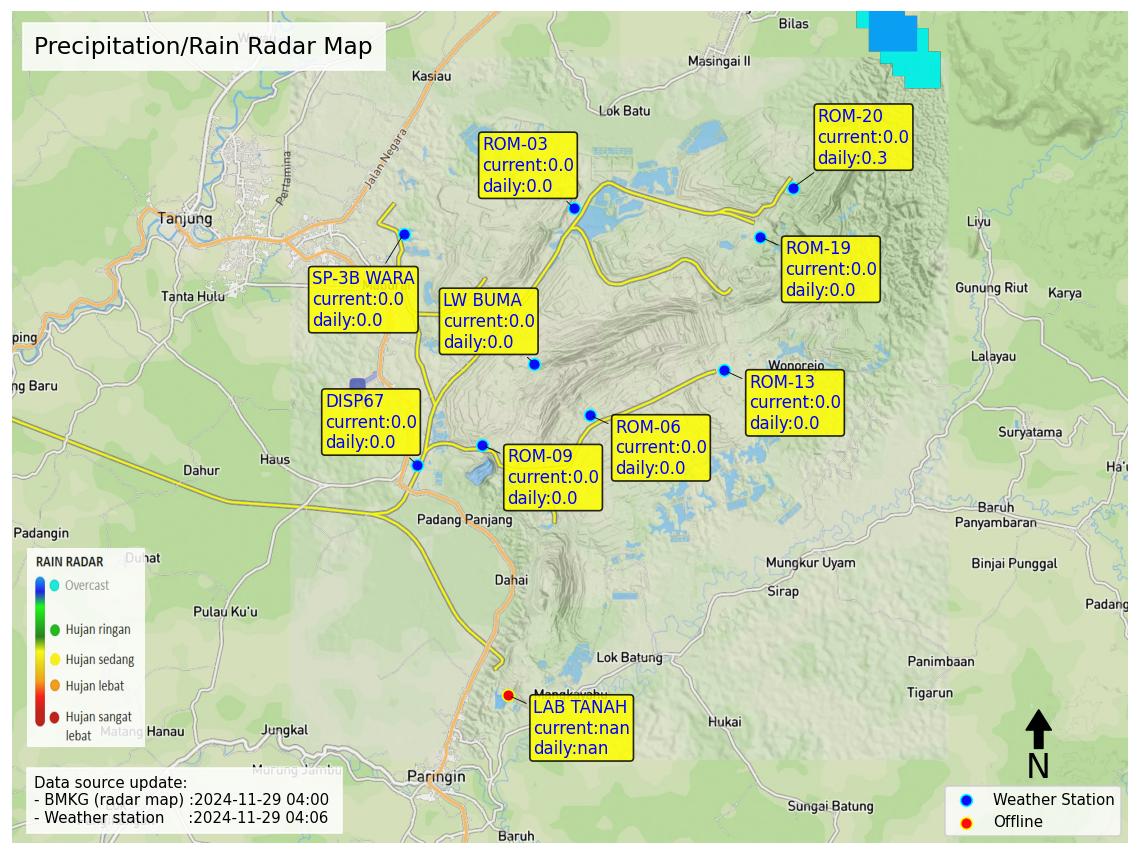 Precipitation/Rain Radar Map
Bilas
Masingai II
Kasiau
Lok Batu
Jalan Negara
Pertamina
Tanjung
Tanta Hulu
ROM-03
current:0.0
daily:0.0
ROM-20
current:0.0
daily:0.3
ROM-19
current:0.0
daily:0.0
SP-3B WARA
current:0.0
daily:0.0
LW BUMA
current:0.0
daily:0.0
Liyu
Gunung Riut
Karya
Lalayau
ping
ng Baru
Wonorejo
ROM-13
current:0.0
daily:0.0
DISP67
current:0.0
daily:0.0
ROM-06
current:0.0
daily:0.0
ROM-09
current:0.0
daily:0.0
Suryatama
Ha'u
Haus
Dahur
Baruh
Panyambaran
Padang Panjang
Padangin
Duhat
Binjai Punggal
Mungkur Uyam
Dahai
Sirap
Padang
Pulau Ku'u
RAIN RADAR
Overcast
Hujan ringan
Hujan sedang
Hujan lebat
Hujan sangat
lebat
Lok Batung
Panimbaan
Tigarun
Mangkayahu
LAB TANAH
current:nan
daily:nan
Hukai
Matang Hanau
Jungkal
Murung Jambu
Paringin
Sungai Batung
Baruh
Data source update:
- BMKG (radar map) :2024-11-29 04:00
- Weather station :2024-11-29 04:06
N
Weather Station
Offline